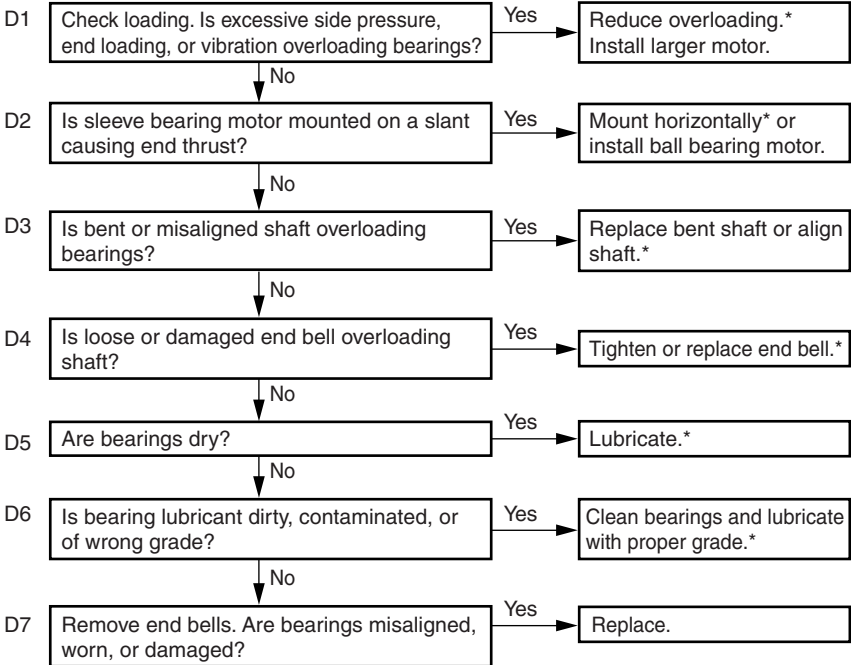 D1
Check loading. Is excessive side pressure,
end loading, or vibration overloading bearings?
Yes
Reduce overloading.*
Install larger motor.
No
D2
Is sleeve bearing motor mounted on a slant
causing end thrust?
Yes
Mount horizontally* or
install ball bearing motor.
No
D3
Is bent or misaligned shaft overloading
bearings?
Yes
Replace bent shaft or align
shaft.*
No
D4
Is loose or damaged end bell overloading
shaft?
Yes
Tighten or replace end bell.*
No
D5
Are bearings dry?
Yes
Lubricate.*
No
D6
Is bearing lubricant dirty, contaminated, or
of wrong grade?
Yes
Clean bearings and lubricate
with proper grade.*
No
D7
Remove end bells. Are bearings misaligned,
worn, or damaged?
Yes
Replace.